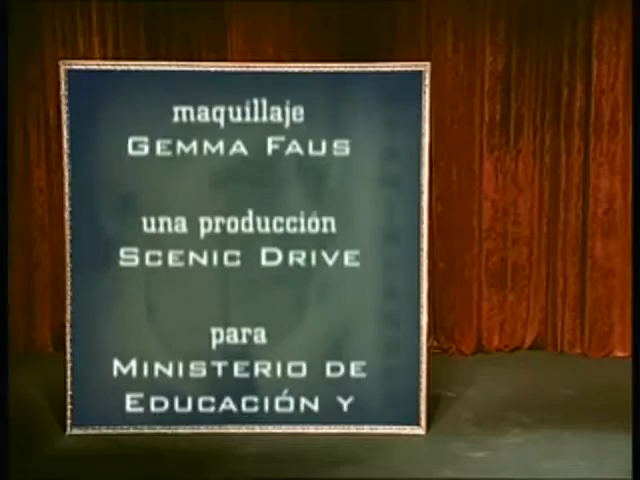 maquillaje
GEMMA FAUS
una producción
SCENIC DRIVE
para
MINISTERIO DE
EDUCACIÓN Y